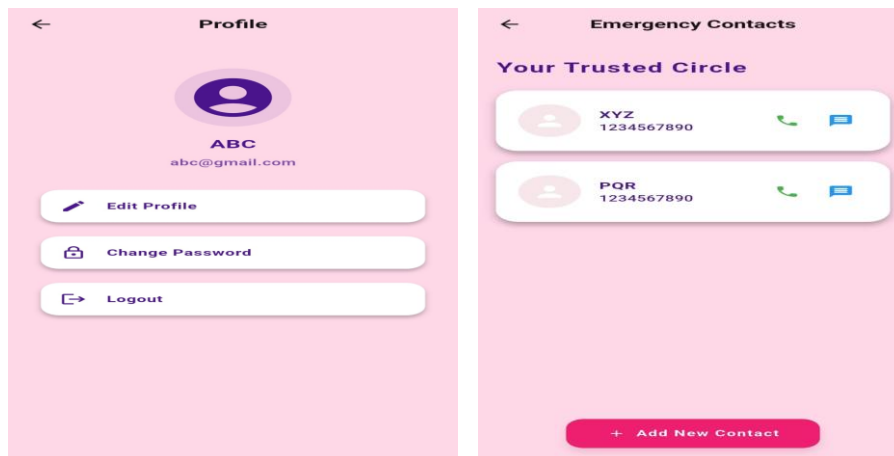 Profile
ABC
abc@gmail.com
Edit Profile
Change Password
Logout
Emergency Contacts
Your Trusted Circle
XYZ
1234567890
PQR
1234567890
+ Add New Contact